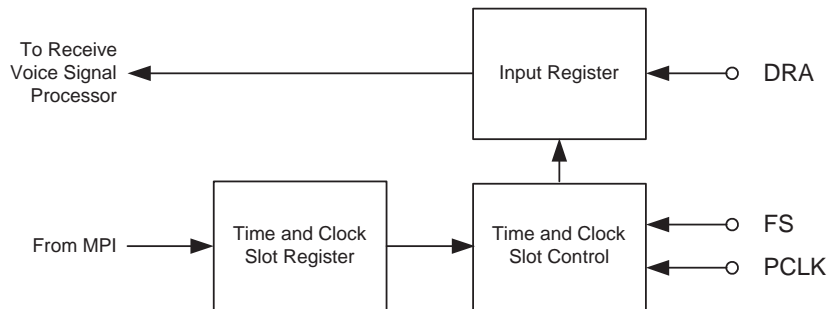 To Receive
Voice Signal
Processor
Input Register
DRA
From MPI
Time and Clock
Slot Register
Time and Clock
Slot Control
FS
PCLK